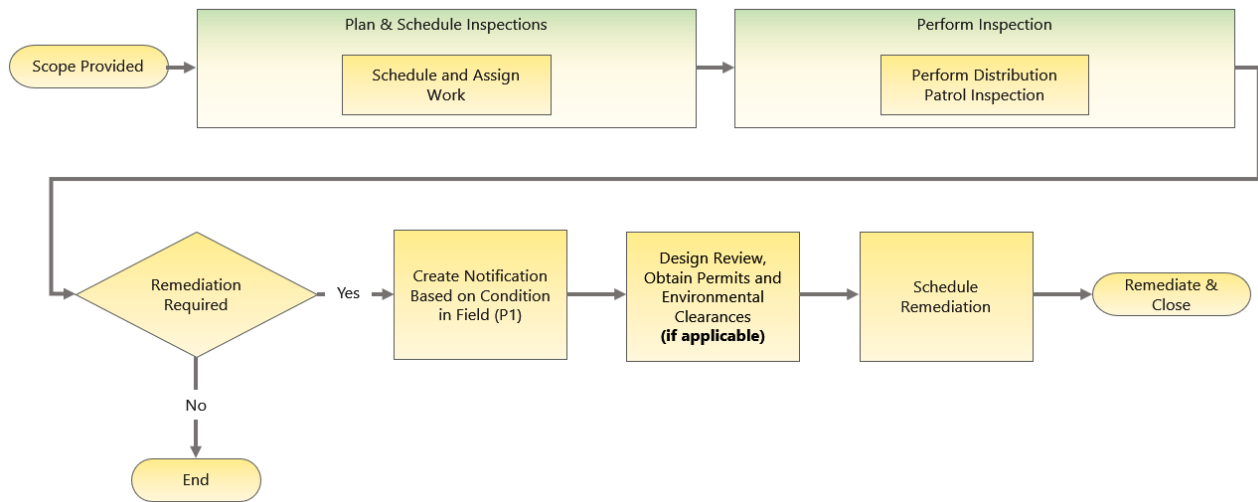 Plan & Schedule Inspections
Perform Inspection
Scope Provided
Schedule and Assign
Work
Perform Distribution
Patrol Inspection
Remediation
Required
Yes
Create Notification
Based on Condition
in Field (P1)
Design Review,
Obtain Permits and
Environmental
Clearances
(if applicable)
Schedule
Remediation
Remediate &
Close
No
End